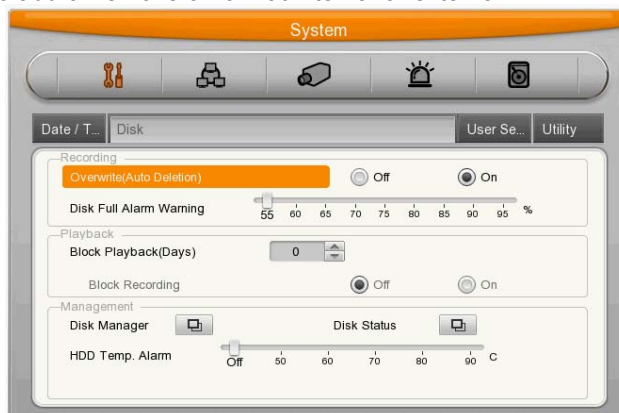 System
Date / T... Disk User Se... Utility
Recording
Overwrite(Auto Deletion) Off On
Disk Full Alarm Warning
55 60 65 70 75 80 85 90 95 %
Playback
Block Playback(Days) 0
Block Recording Off On
Management
Disk Manager Disk Status
HDD Temp. Alarm
Off 50 60 70 80 90 C